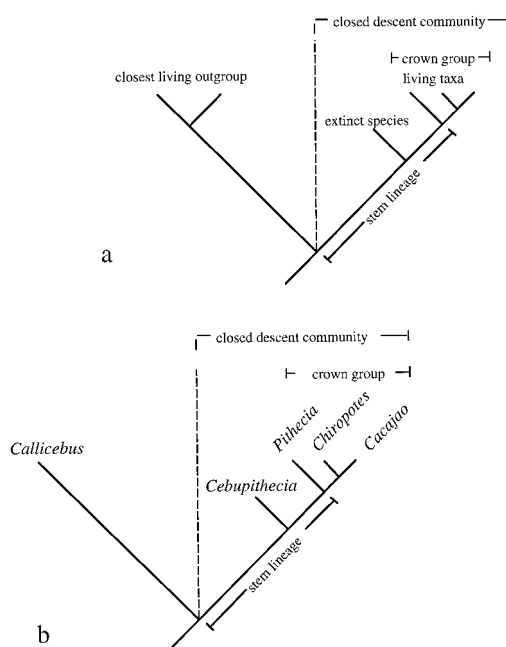 closed descent community
crown group
closest living outgroup
living taxa
extinct species
stem lineage
a
closed descent community
crown group
Pithecia
Chiropotes
Cacajao
Callicebus
Cebupithecia
stem lineage
b